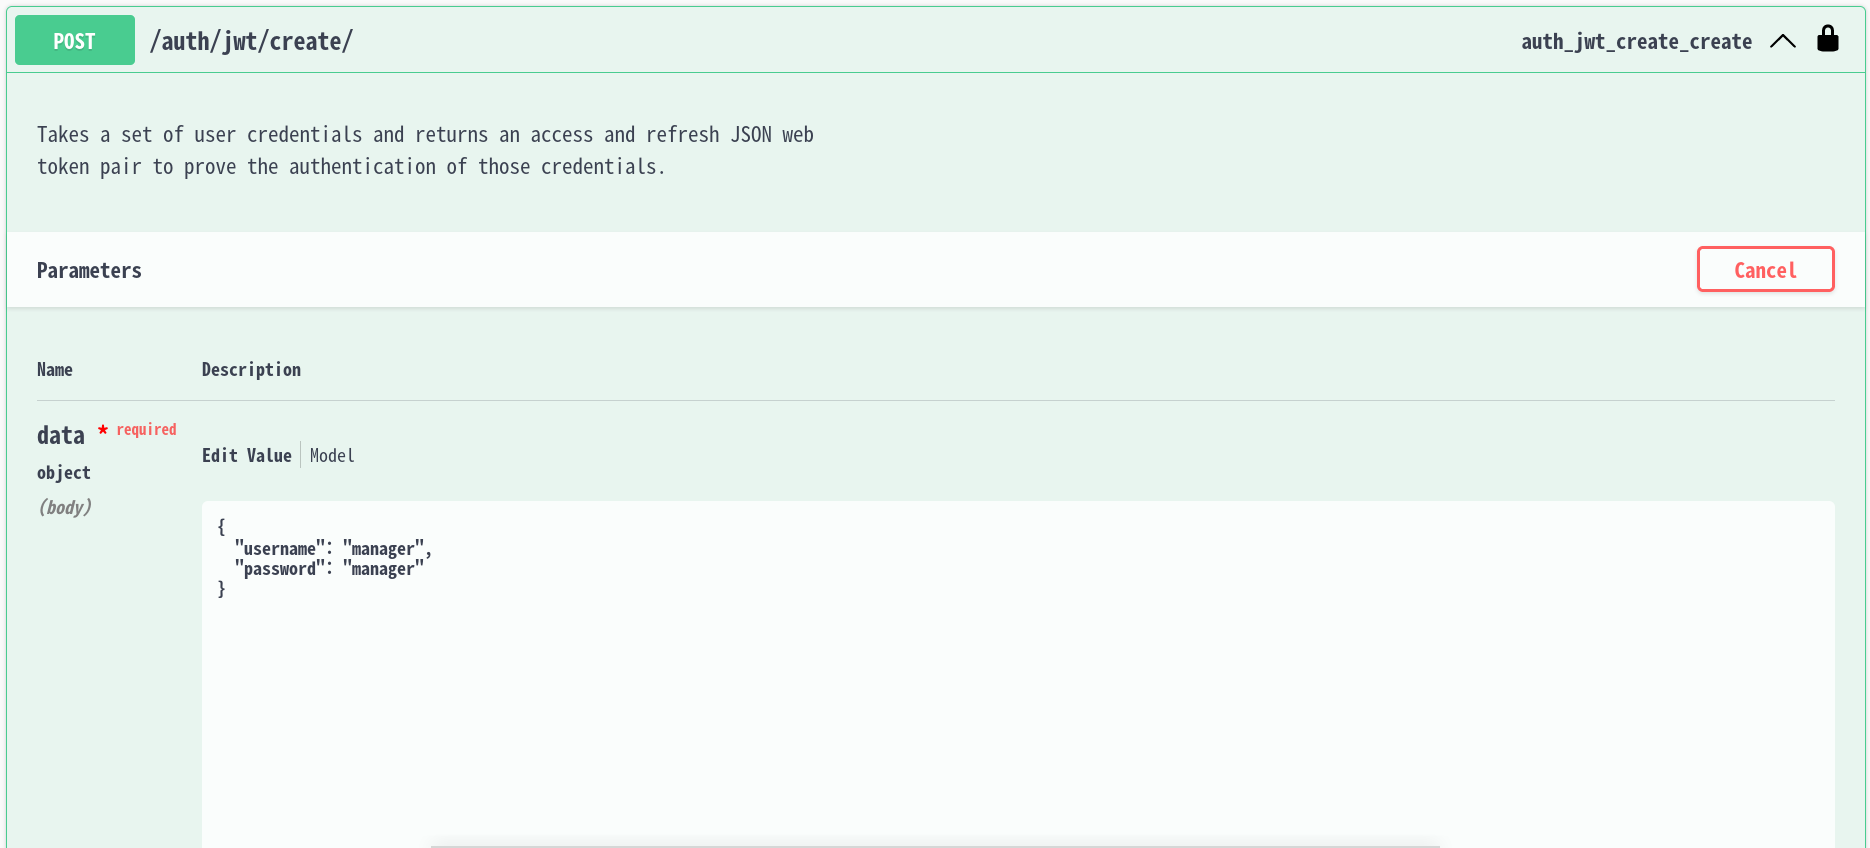 POST /auth/jwt/create/ auth_jwt_create_create
Takes a set of user credentials and returns an access and refresh JSON web
token pair to prove the authentication of those credentials.
Parameters Cancel
Name Description
data * required
object
(body)
Edit Value Model
{
  "username": "manager",
  "password": "manager"
}